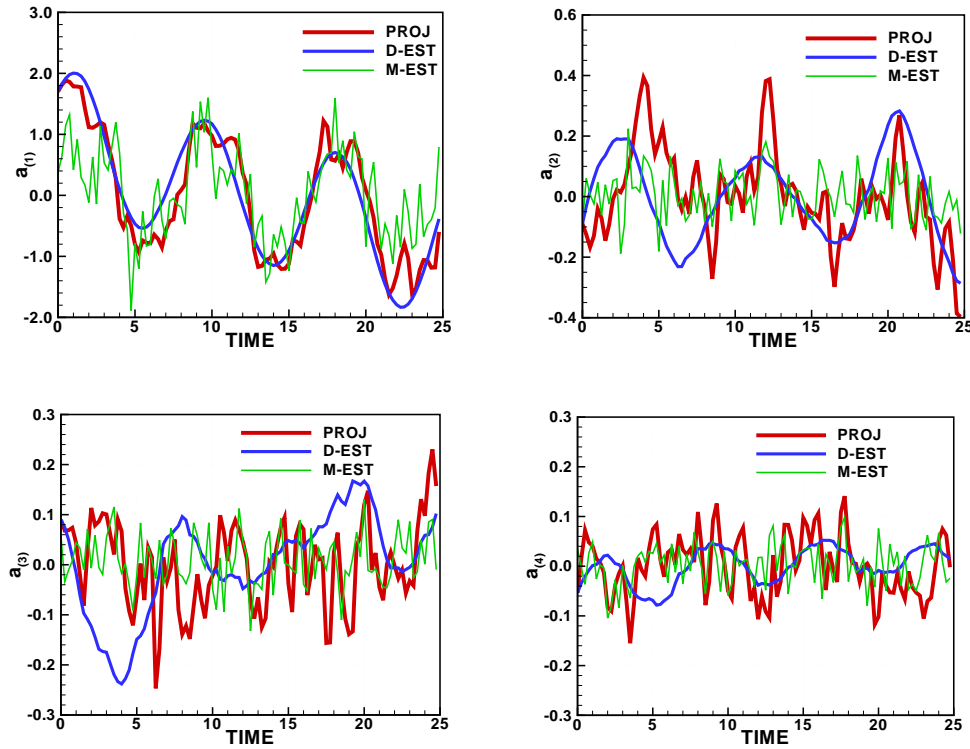 3.0
2.0
1.0
0.0
-1.0
-2.0
a(1)
0 5 10 15 20 25
TIME
PROJ
D-EST
M-EST
0.6
0.4
0.2
0.0
-0.2
-0.4
a(2)
0 5 10 15 20 25
TIME
PROJ
D-EST
M-EST
0.3
0.2
0.1
0.0
-0.1
-0.2
-0.3
a(3)
0 5 10 15 20 25
TIME
PROJ
D-EST
M-EST
0.3
0.2
0.1
0.0
-0.1
-0.2
-0.3
a(4)
0 5 10 15 20 25
TIME
PROJ
D-EST
M-EST